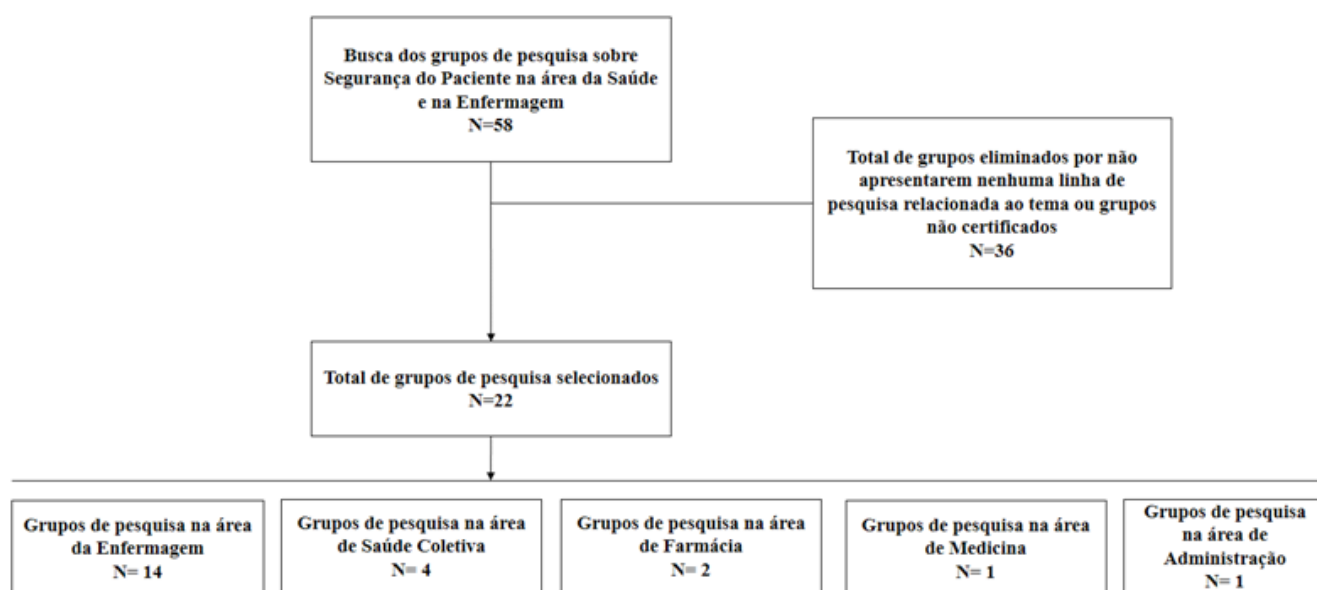 Busca dos grupos de pesquisa sobre
Segurança do Paciente na área da Saúde
e na Enfermagem
N=58
Total de grupos eliminados por não
apresentarem nenhuma linha de
pesquisa relacionada ao tema ou grupos
não certificados
N=36
Total de grupos de pesquisa selecionados
N=22
Grupos de pesquisa na área
da Enfermagem
N= 14
Grupos de pesquisa na área
de Saúde Coletiva
N= 4
Grupos de pesquisa na área
de Farmácia
N= 2
Grupos de pesquisa na área
de Medicina
N= 1
Grupos de pesquisa
na área de
Administração
N= 1